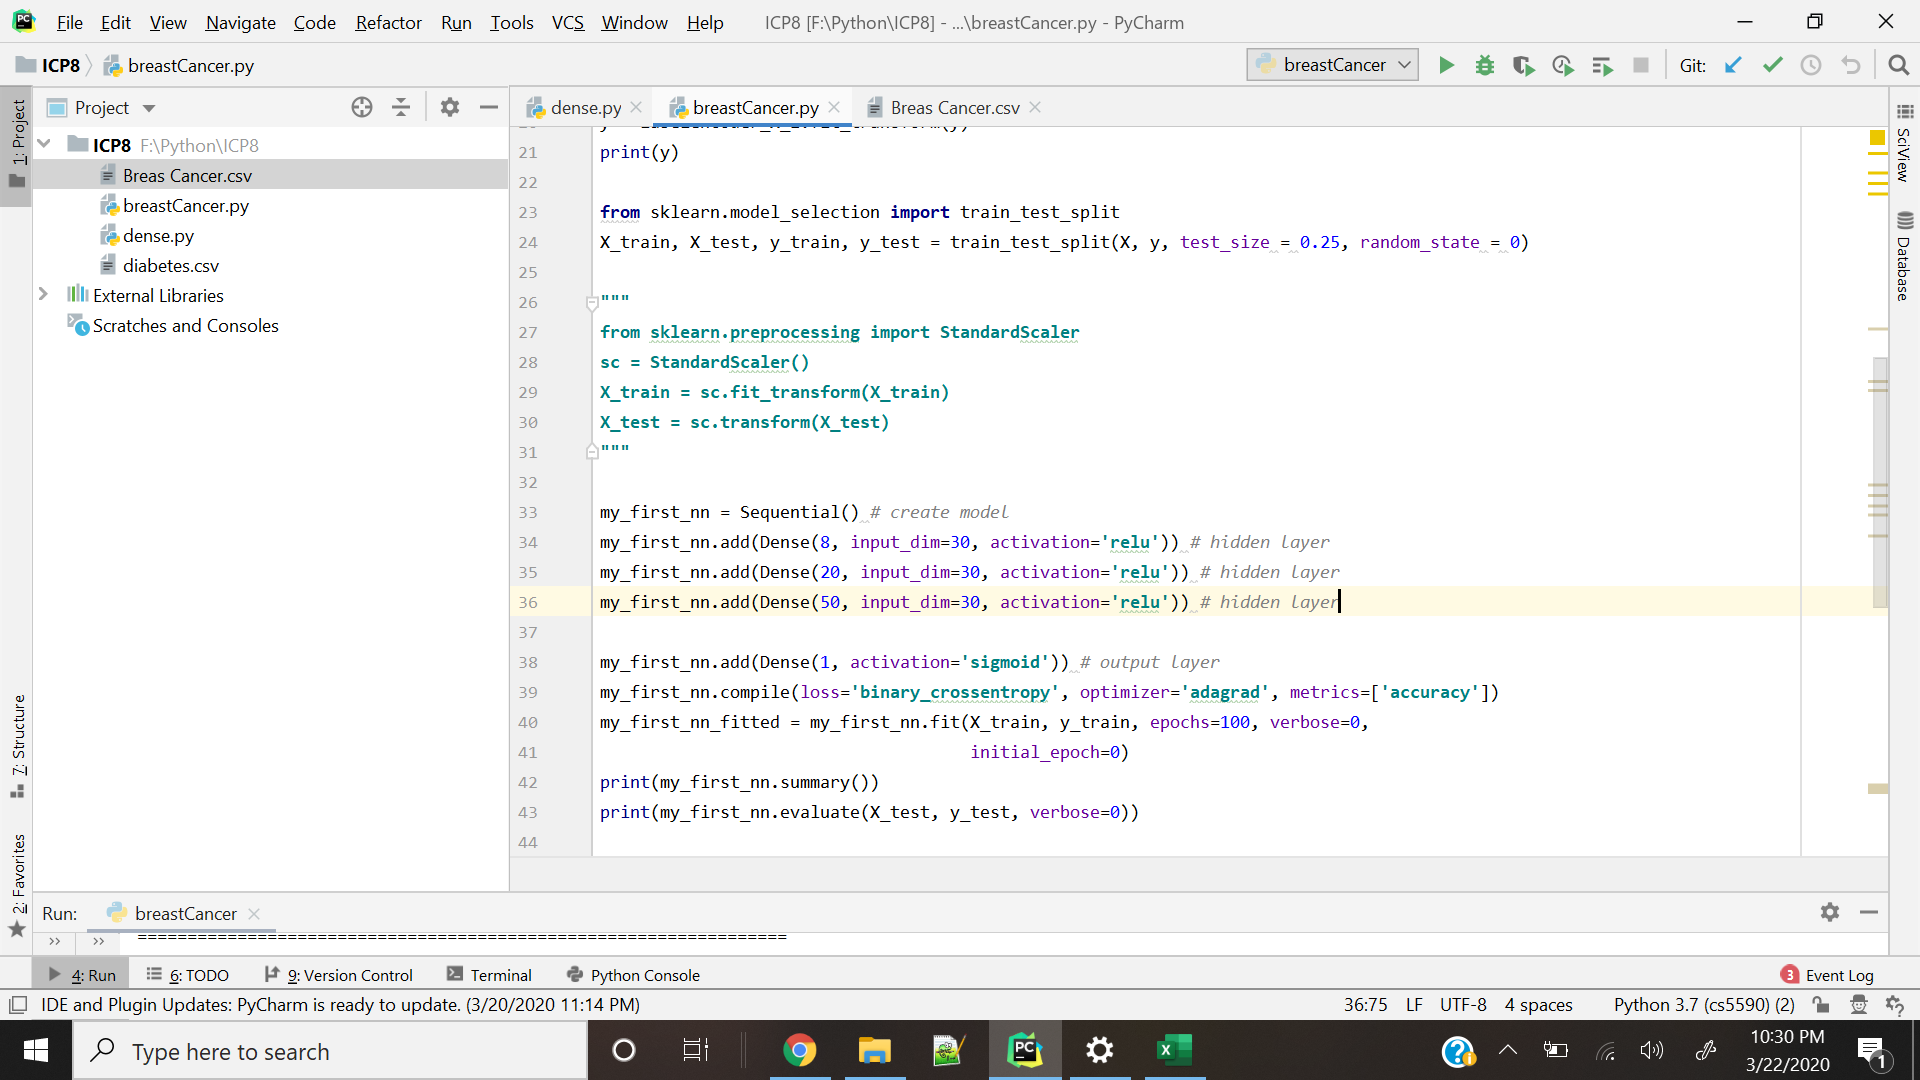 File Edit View Navigate Code Refactor Run Tools VCS Window Help ICP8 [F:\Python\ICP8] - ...\breastCancer.py - PyCharm
ICP8 breastCancer.py breastCancer Git:
Project dense.py breastCancer.py Breas Cancer.csv
1: Project
ICP8 F:\Python\ICP8
Breas Cancer.csv
breastCancer.py
dense.py
diabetes.csv
External Libraries
Scratches and Consoles
21 print(y)
22
23 from sklearn.model_selection import train_test_split
24 X_train, X_test, y_train, y_test = train_test_split(X, y, test_size = 0.25, random_state = 0)
25
26 """
27 from sklearn.preprocessing import StandardScaler
28 sc = StandardScaler()
29 X_train = sc.fit_transform(X_train)
30 X_test = sc.transform(X_test)
31 """
32
33 my_first_nn = Sequential() # create model
34 my_first_nn.add(Dense(8, input_dim=30, activation='relu')) # hidden layer
35 my_first_nn.add(Dense(20, input_dim=30, activation='relu')) # hidden layer
36 my_first_nn.add(Dense(50, input_dim=30, activation='relu')) # hidden layer
37
38 my_first_nn.add(Dense(1, activation='sigmoid')) # output layer
39 my_first_nn.compile(loss='binary_crossentropy', optimizer='adagrad', metrics=['accuracy'])
40 my_first_nn_fitted = my_first_nn.fit(X_train, y_train, epochs=100, verbose=0,
41 initial_epoch=0)
42 print(my_first_nn.summary())
43 print(my_first_nn.evaluate(X_test, y_test, verbose=0))
44
SciView
Database
7: Structure
2: Favorites
Run: breastCancer
=================================================================
4: Run 6: TODO 9: Version Control Terminal Python Console 3 Event Log
IDE and Plugin Updates: PyCharm is ready to update. (3/20/2020 11:14 PM) 36:75 LF UTF-8 4 spaces Python 3.7 (cs5590) (2)
Type here to search
10:30 PM
3/22/2020
1